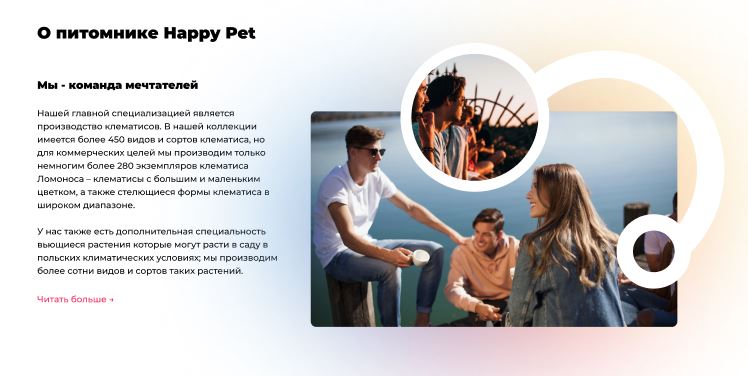 О питомнике Happy Pet
Мы - команда мечтателей
Нашей главной специализацией является
производство клематисов. В нашей коллекции
имеется более 450 видов и сортов клематиса, но
для коммерческих целей мы производим только
немногим более 280 экземпляров клематиса
Ломоноса – клематисы с большим и маленьким
цветком, а также стелющиеся формы клематиса в
широком диапазоне.
У нас также есть дополнительная специальность
вьющиеся растения которые могут расти в саду в
польских климатических условиях; мы производим
более сотни видов и сортов таких растений.
Читать больше →